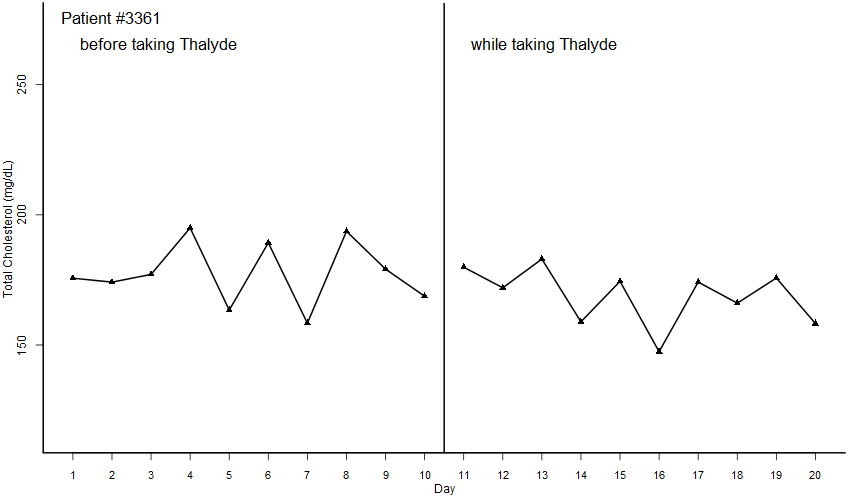 Patient #3361
before taking Thalyde
while taking Thalyde
Total Cholesterol (mg/dL)
250
200
150
1 2 3 4 5 6 7 8 9 10 11 12 13 14 15 16 17 18 19 20
Day